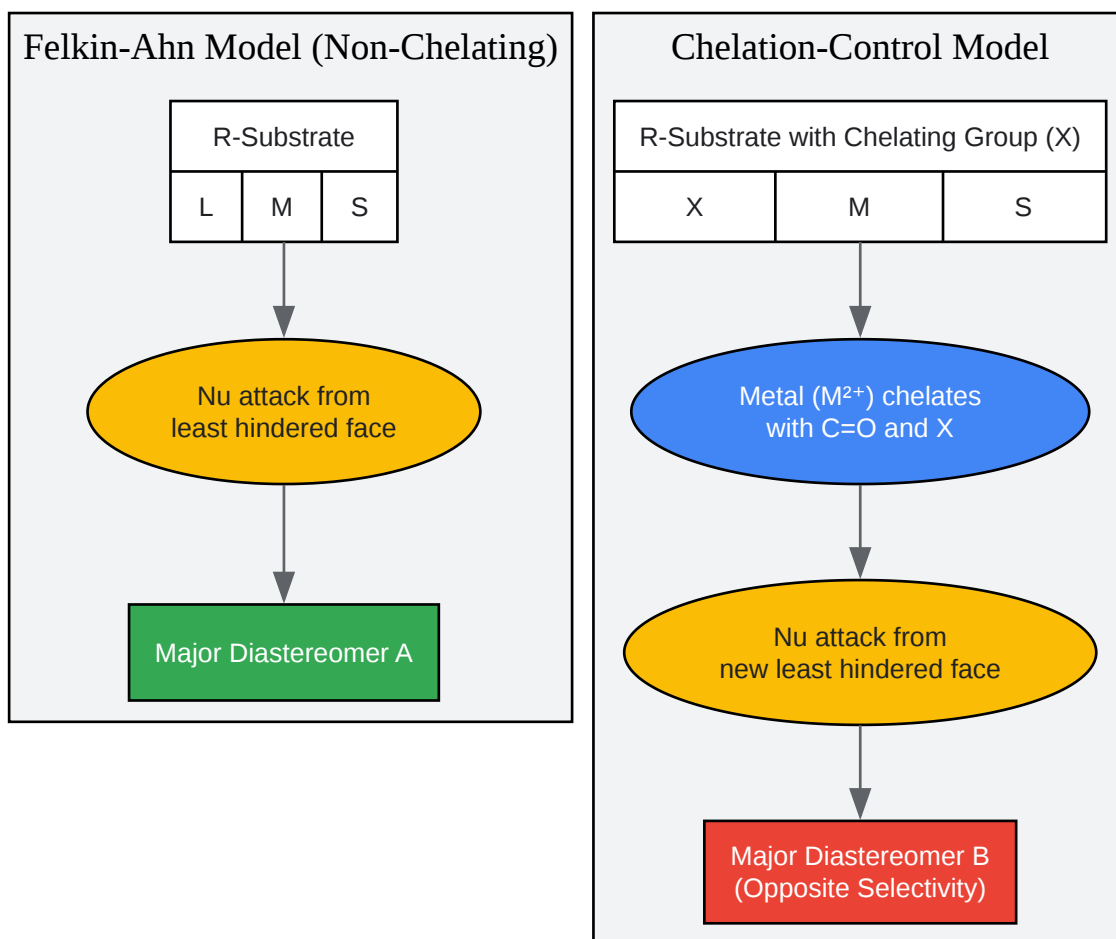 Felkin-Ahn Model (Non-Chelating)
R-Substrate
L M S
Nu attack from
least hindered face
Major Diastereomer A
Chelation-Control Model
R-Substrate with Chelating Group (X)
X M S
Metal (M²⁺) chelates
with C=O and X
Nu attack from
new least hindered face
Major Diastereomer B
(Opposite Selectivity)